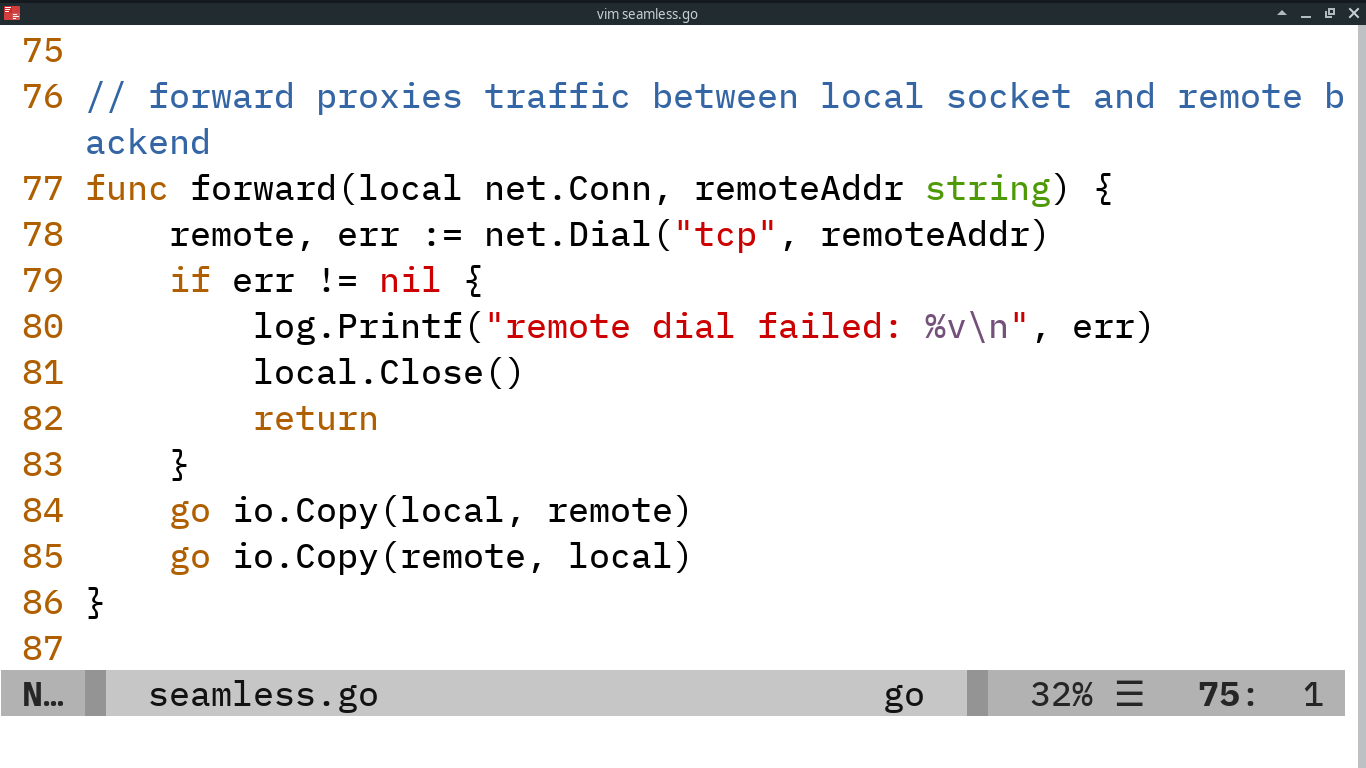 vim seamless.go
75
76 // forward proxies traffic between local socket and remote b
ackend
77 func forward(local net.Conn, remoteAddr string) {
78     remote, err := net.Dial("tcp", remoteAddr)
79     if err != nil {
80         log.Printf("remote dial failed: %v\n", err)
81         local.Close()
82         return
83     }
84     go io.Copy(local, remote)
85     go io.Copy(remote, local)
86 }
87
N… seamless.go go 32% ☰ 75: 1